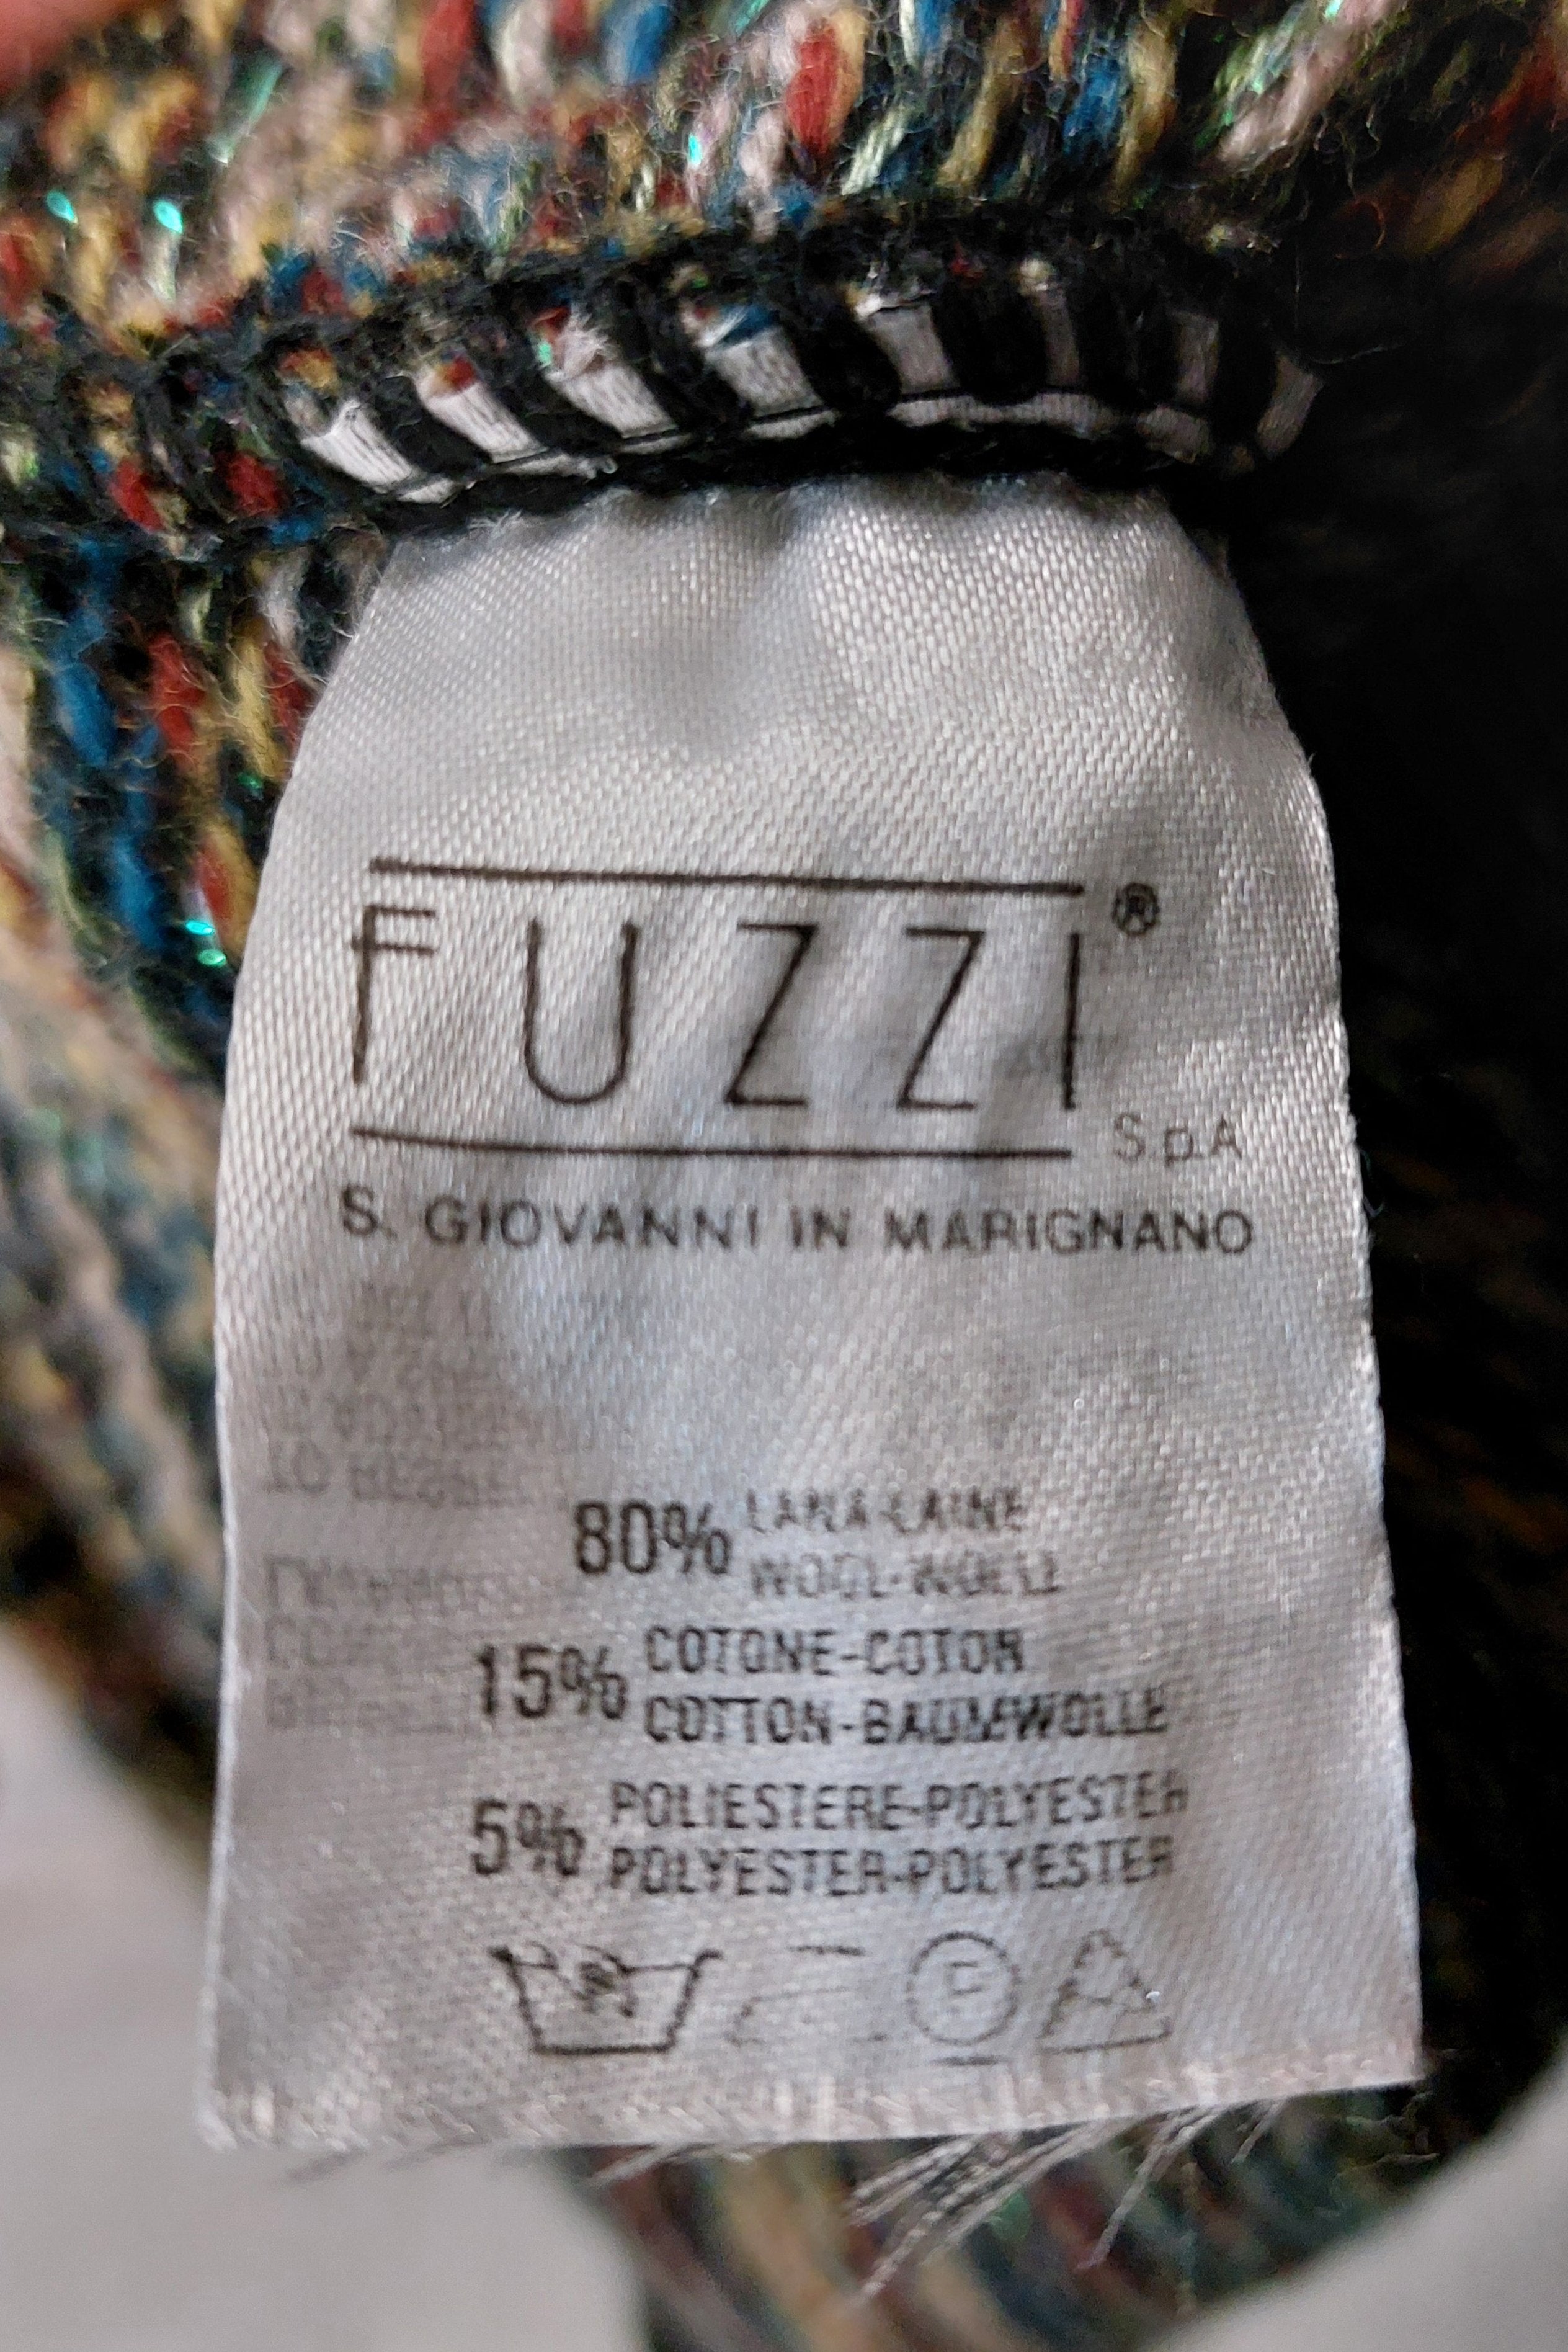 FUZZI®
SpA
S. GIOVANNI IN MARIGNANO
80% LANA-LAINE
WOOL-WOLLE
15% COTONE-COTON
COTTON-BAUMWOLLE
5% POLIESTERE-POLYESTER
POLYESTER-POLYESTER
P